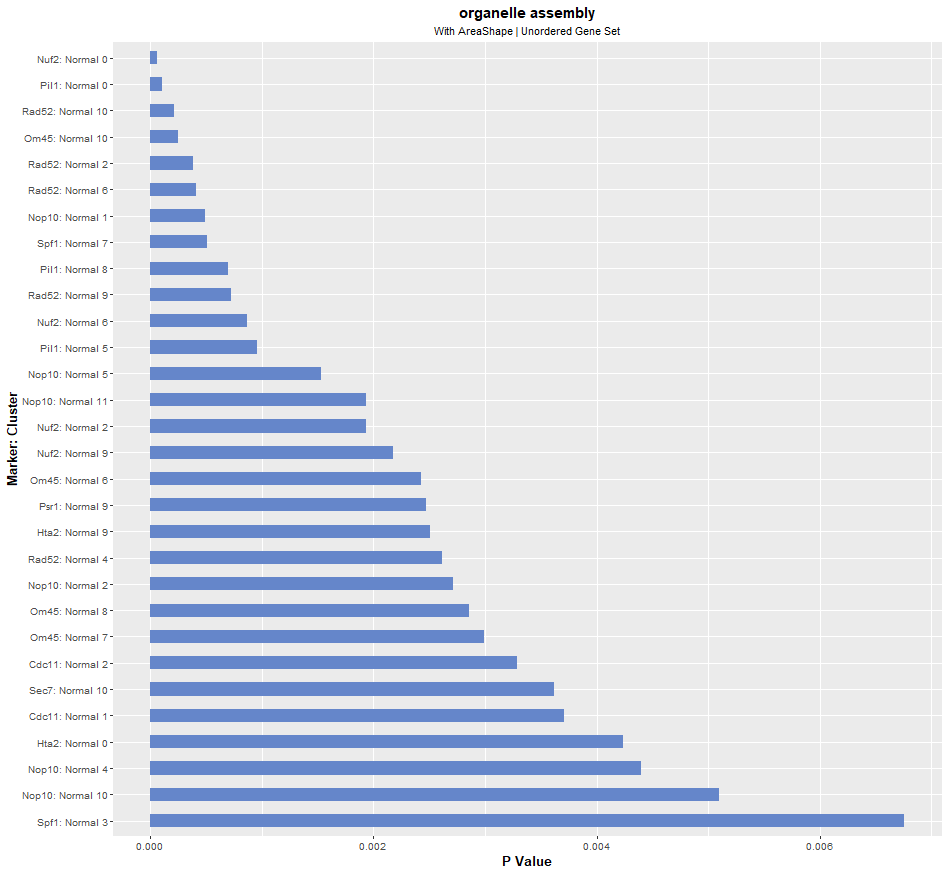 organelle assembly
With AreaShape | Unordered Gene Set
Marker: Cluster
Nuf2: Normal 0
Pil1: Normal 0
Rad52: Normal 10
Om45: Normal 10
Rad52: Normal 2
Rad52: Normal 6
Nop10: Normal 1
Spf1: Normal 7
Pil1: Normal 8
Rad52: Normal 9
Nuf2: Normal 6
Pil1: Normal 5
Nop10: Normal 5
Nop10: Normal 11
Nuf2: Normal 2
Nuf2: Normal 9
Om45: Normal 6
Psr1: Normal 9
Hta2: Normal 9
Rad52: Normal 4
Nop10: Normal 2
Om45: Normal 8
Om45: Normal 7
Cdc11: Normal 2
Sec7: Normal 10
Cdc11: Normal 1
Hta2: Normal 0
Nop10: Normal 4
Nop10: Normal 10
Spf1: Normal 3
0.000 0.002 0.004 0.006
P Value